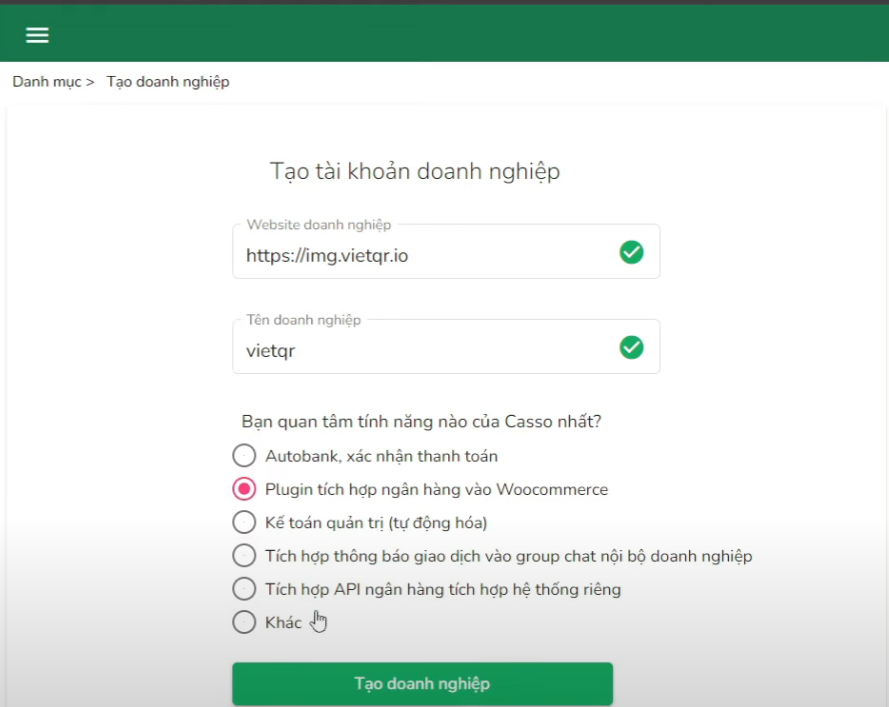 Danh mục > Tạo doanh nghiệp
Tạo tài khoản doanh nghiệp
Website doanh nghiệp
https://img.vietqr.io
Tên doanh nghiệp
vietqr
Bạn quan tâm tính năng nào của Casso nhất?
Autobank, xác nhận thanh toán
Plugin tích hợp ngân hàng vào Woocommerce
Kế toán quản trị (tự động hóa)
Tích hợp thông báo giao dịch vào group chat nội bộ doanh nghiệp
Tích hợp API ngân hàng tích hợp hệ thống riêng
Khác
Tạo doanh nghiệp